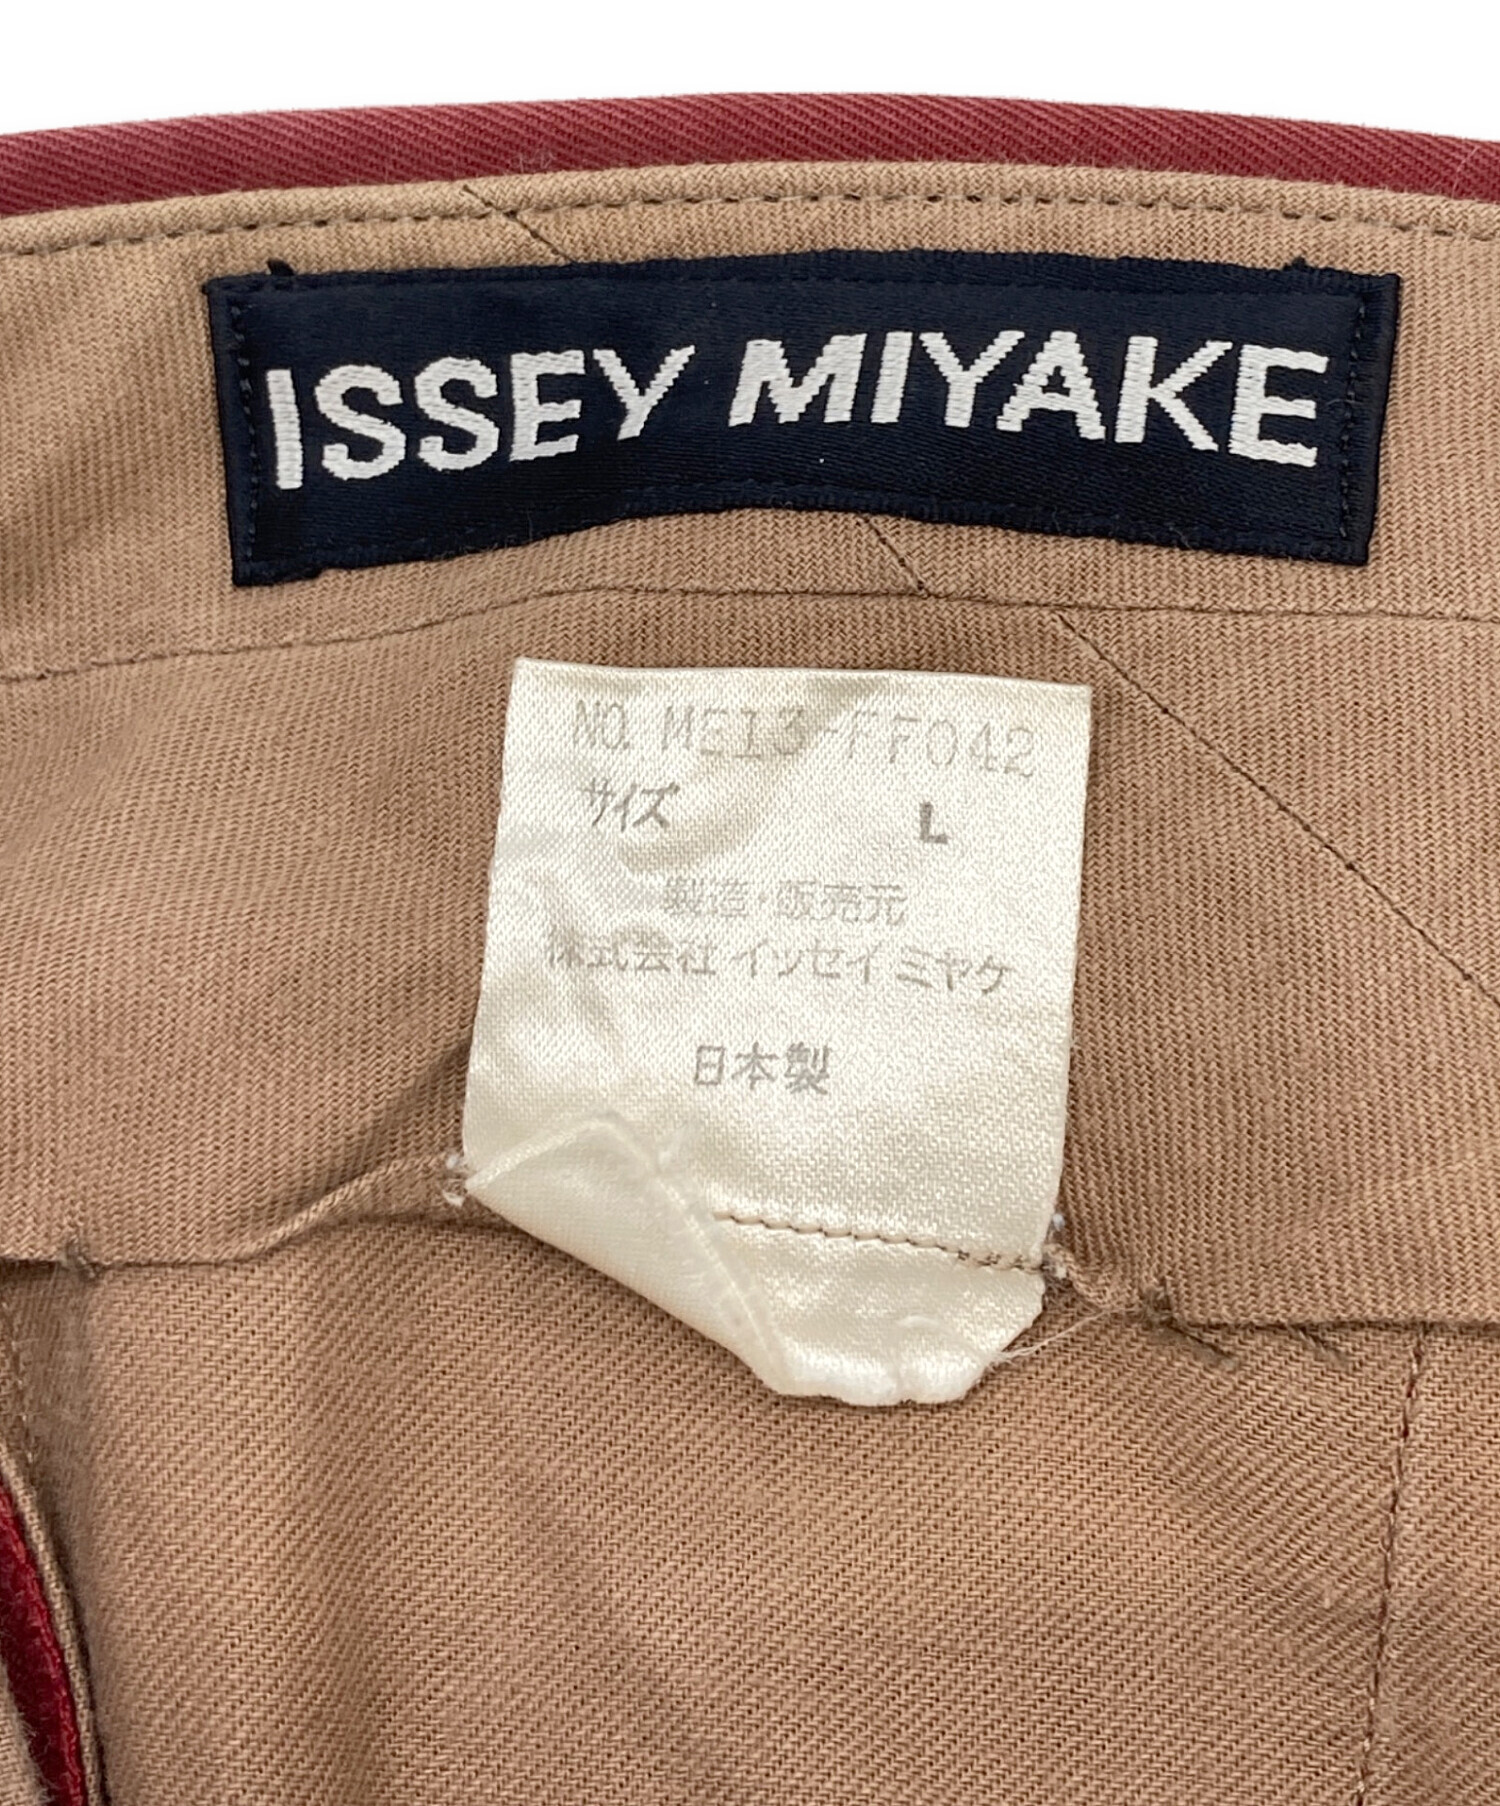 ISSEY MIYAKE
NO. ME13-FF042
サイズ L
製造・販売元
株式会社 イッセイ ミヤケ
日本製